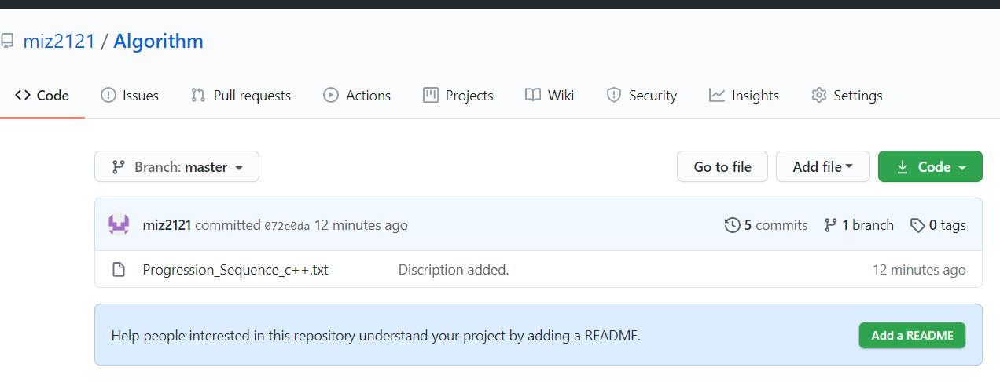 miz2121 / Algorithm
Code Issues Pull requests Actions Projects Wiki Security Insights Settings
Branch: master Go to file Add file Code
miz2121 committed 072e0da 12 minutes ago 5 commits 1 branch 0 tags
Progression_Sequence_c++.txt Discription added. 12 minutes ago
Help people interested in this repository understand your project by adding a README. Add a README